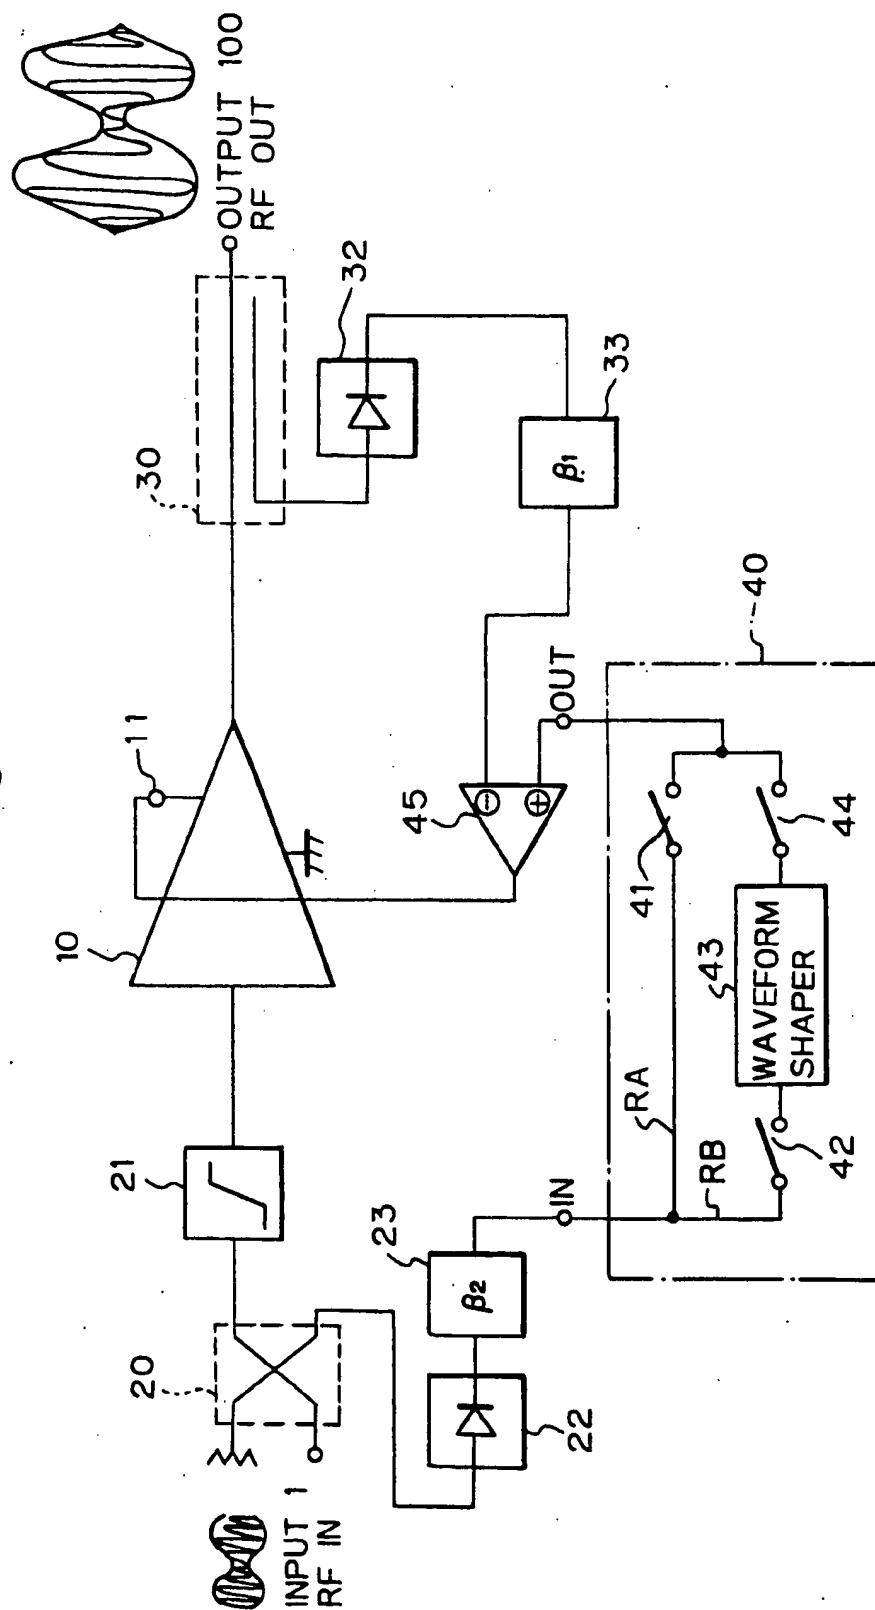 INPUT 1
RF IN
20
21
22
23
β2
IN
10
11
30
OUTPUT 100
RF OUT
32
33
β1
45
−
+
OUT
40
RA
RB
41
42
43
WAVEFORM
SHAPER
44